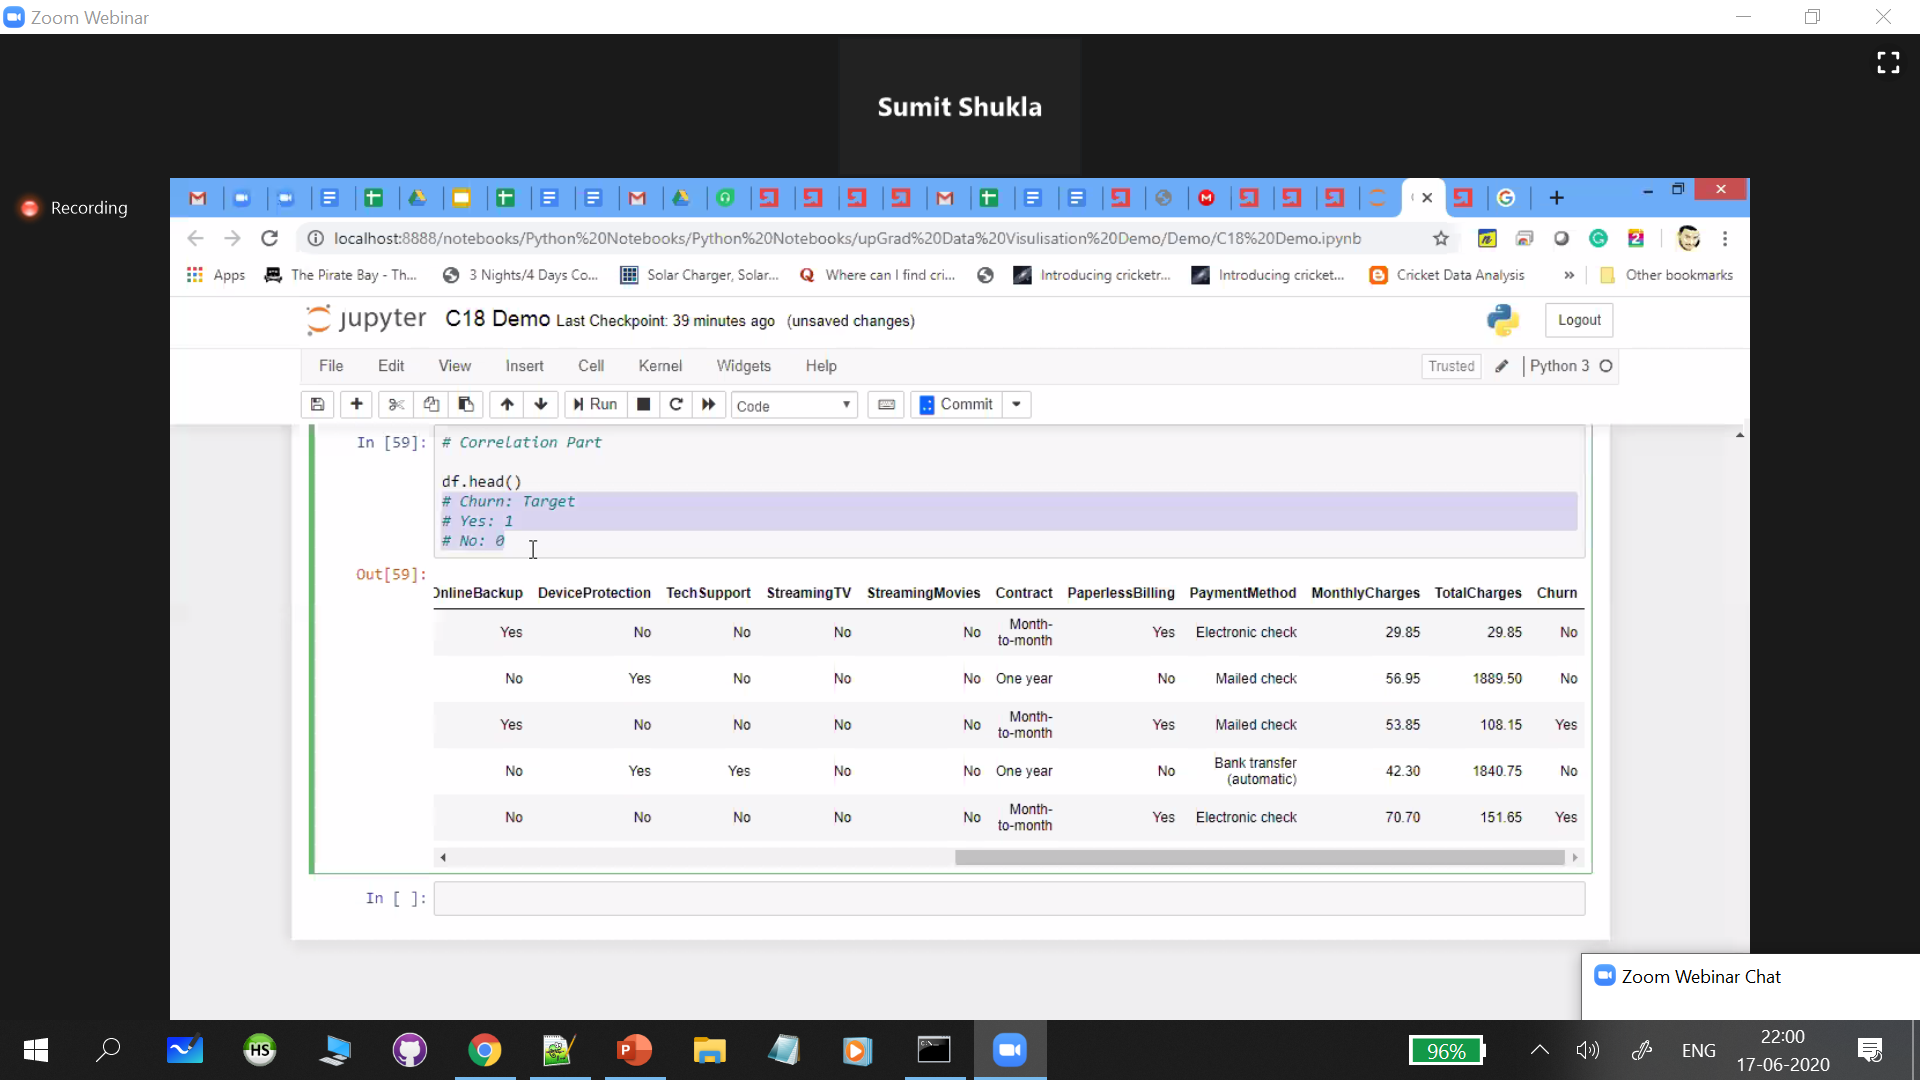 Zoom Webinar
Sumit Shukla
Recording
localhost:8888/notebooks/Python%20Notebooks/Python%20Notebooks/upGrad%20Data%20Visulisation%20Demo/Demo/C18%20Demo.ipynb
Apps The Pirate Bay - Th... 3 Nights/4 Days Co... Solar Charger, Solar... Where can I find cri... Introducing cricketr... Introducing cricket... Cricket Data Analysis » Other bookmarks
jupyter C18 Demo Last Checkpoint: 39 minutes ago (unsaved changes) Logout
File Edit View Insert Cell Kernel Widgets Help Trusted Python 3
Run Code Commit
In [59]: # Correlation Part
df.head()
# Churn: Target
# Yes: 1
# No: 0
Out[59]:
OnlineBackup DeviceProtection TechSupport StreamingTV StreamingMovies Contract PaperlessBilling PaymentMethod MonthlyCharges TotalCharges Churn
Yes No No No No Month-to-month Yes Electronic check 29.85 29.85 No
No Yes No No No One year No Mailed check 56.95 1889.50 No
Yes No No No No Month-to-month Yes Mailed check 53.85 108.15 Yes
No Yes Yes No No One year No Bank transfer (automatic) 42.30 1840.75 No
No No No No No Month-to-month Yes Electronic check 70.70 151.65 Yes
In [ ]:
Zoom Webinar Chat
HS
96%
ENG
22:00
17-06-2020